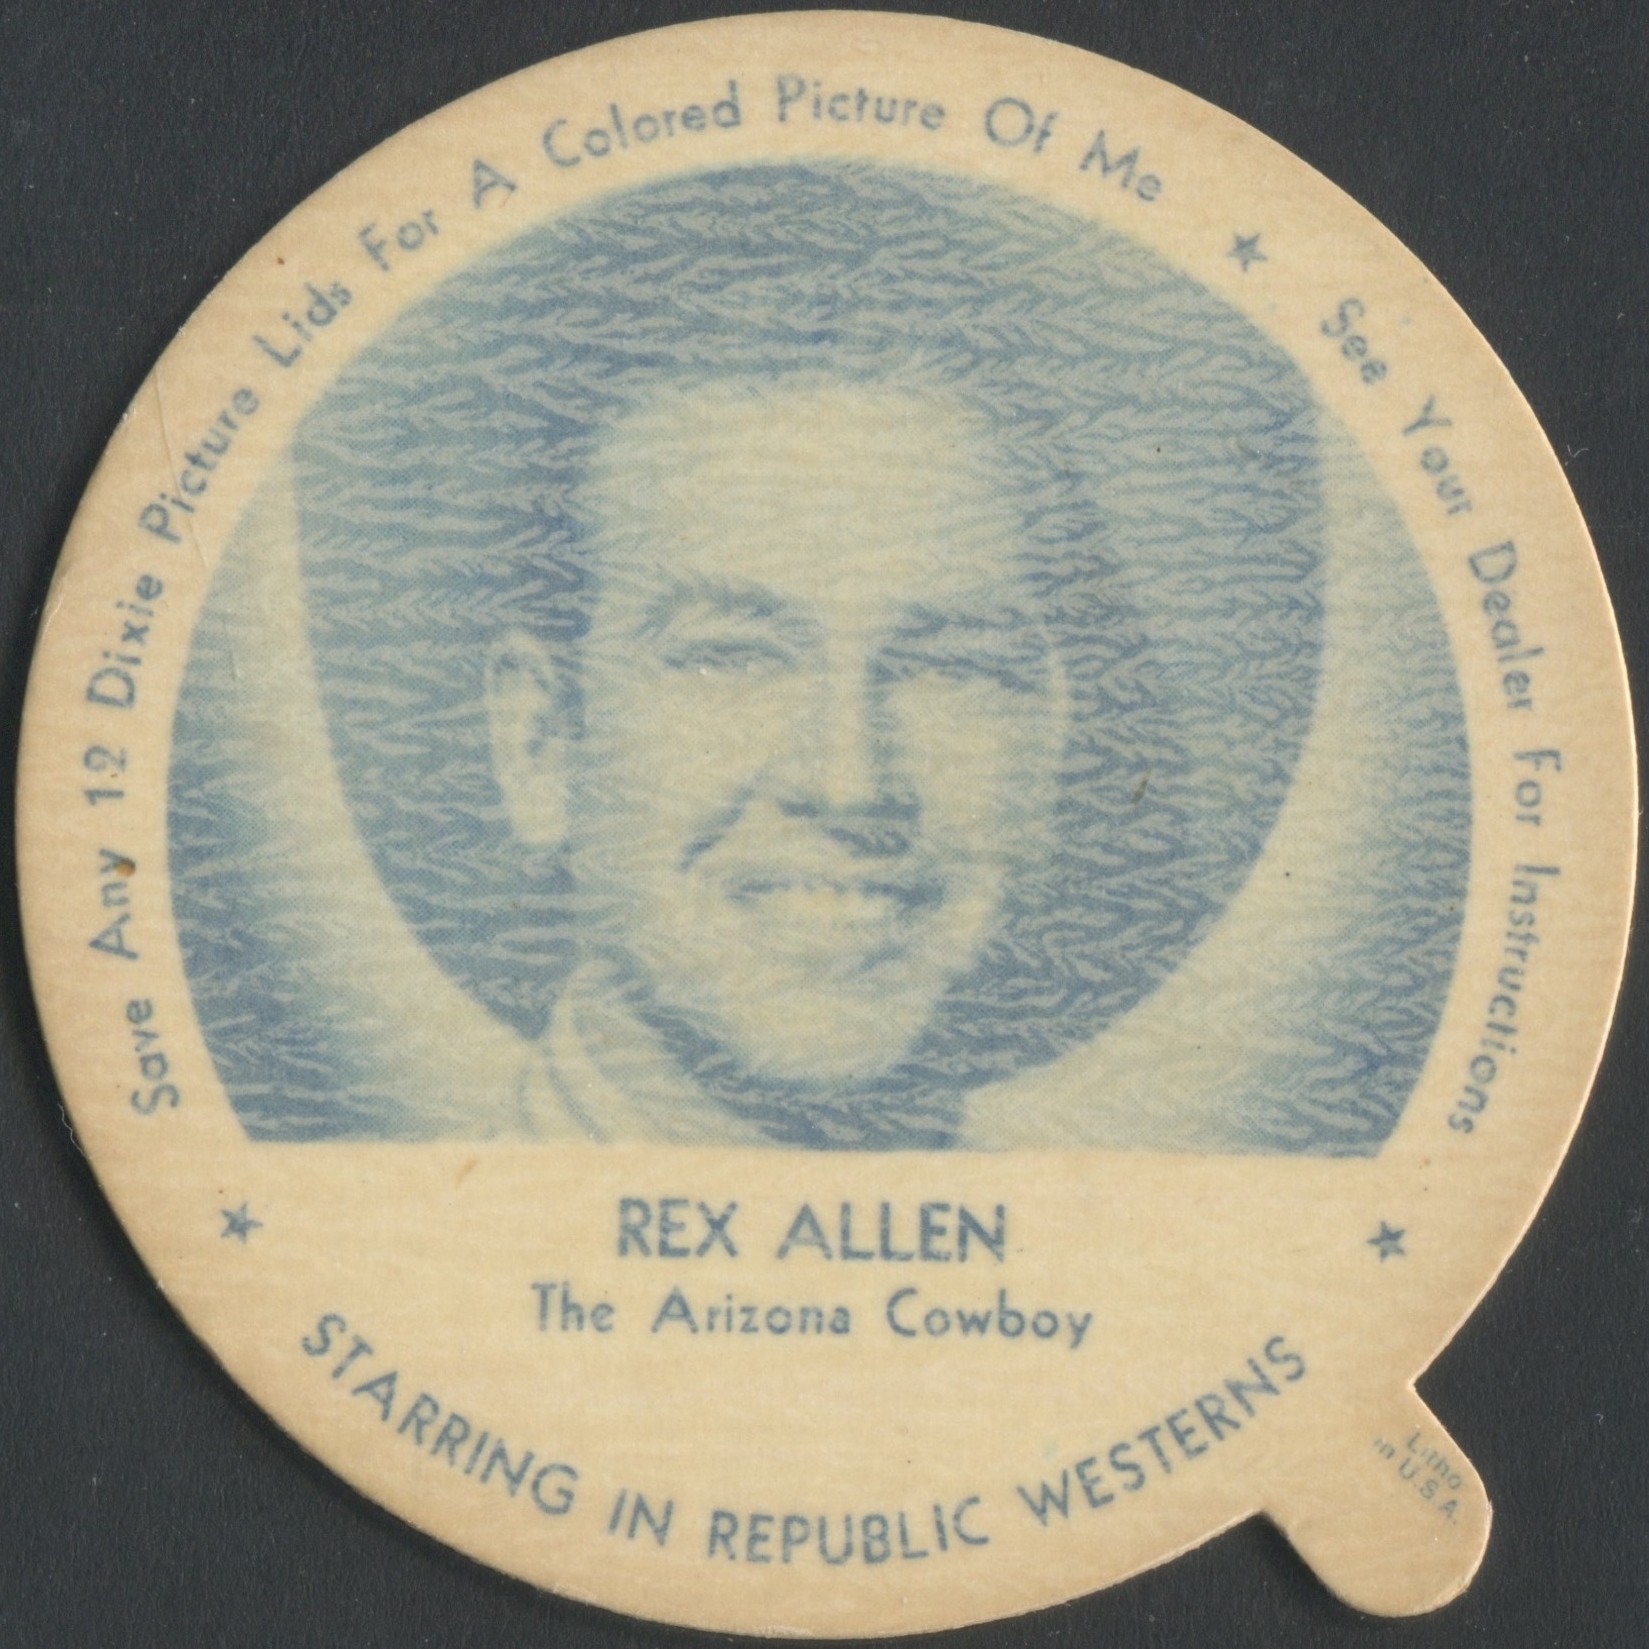 Save Any 12 Dixie Picture Lids For A Colored Picture Of Me ★ See Your Dealer For Instructions
REX ALLEN
The Arizona Cowboy
STARRING IN REPUBLIC WESTERNS
Litho
in U.S.A.